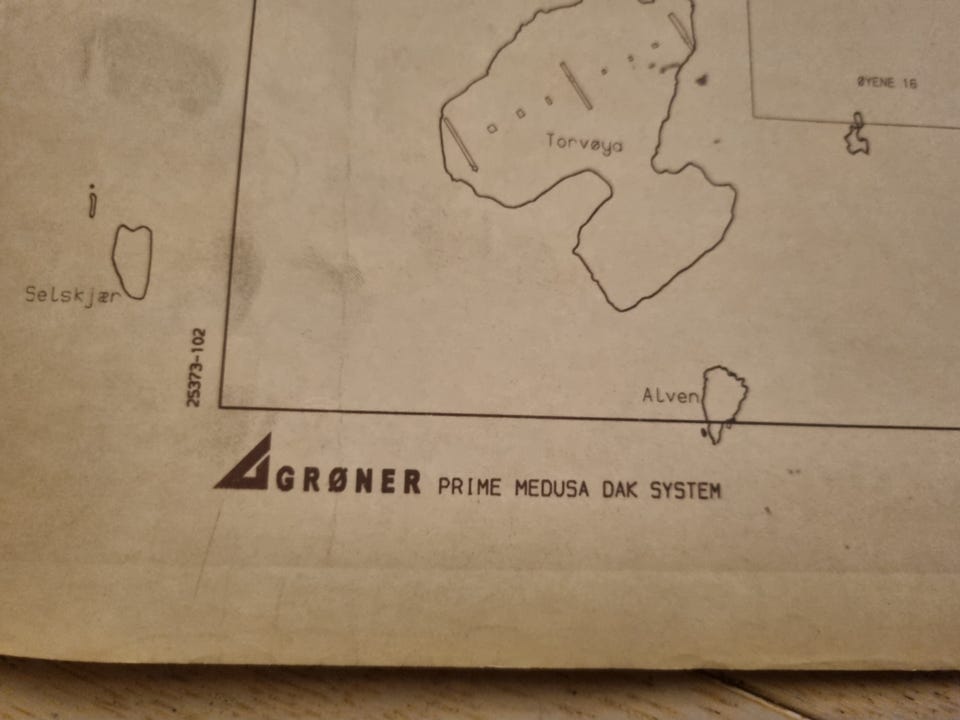 ØYENE 16
Torvøya
Selskjær
25373-102
Alven
GRØNER PRIME MEDUSA DAK SYSTEM